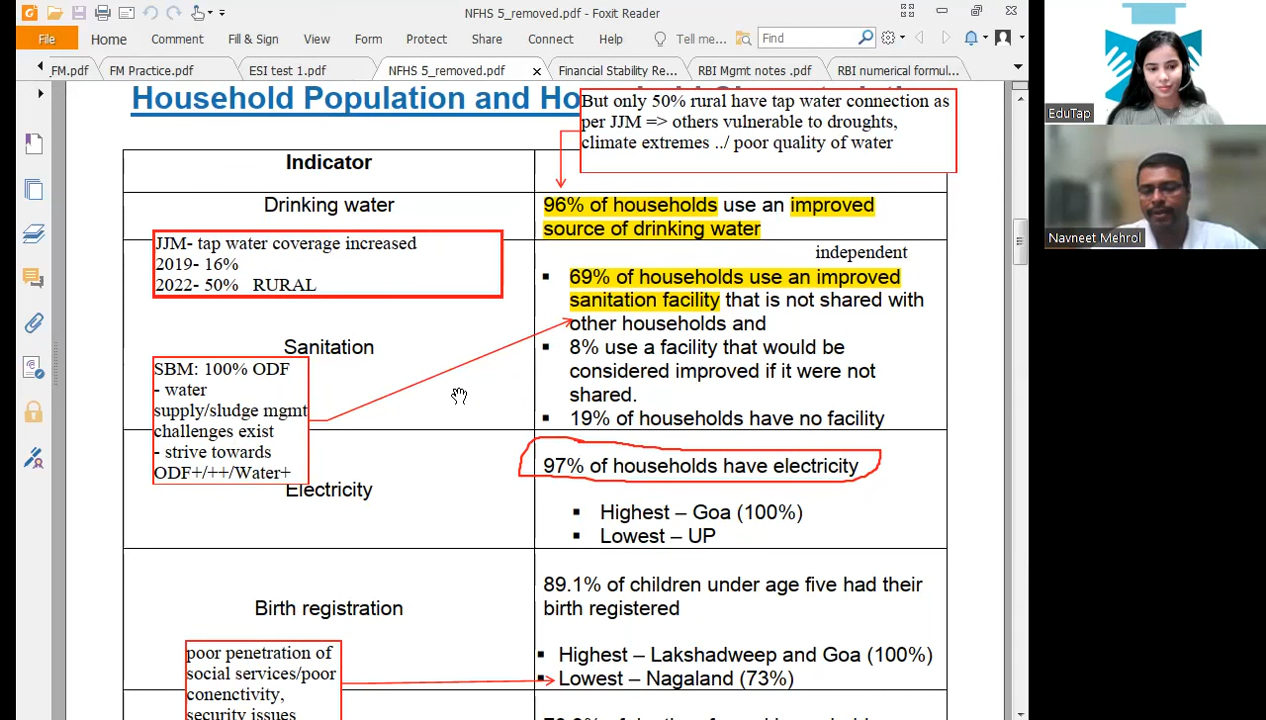 NFHS 5_removed.pdf - Foxit Reader
File Home Comment Fill & Sign View Form Protect Share Connect Help Tell me... Find
_FM.pdf FM Practice.pdf ESI test 1.pdf NFHS 5_removed.pdf Financial Stability Re... RBI Mgmt notes .pdf RBI numerical formul...
Household Population and
But only 50% rural have tap water connection as
per JJM => others vulnerable to droughts,
climate extremes ../ poor quality of water
Indicator
Drinking water
96% of households use an improved
source of drinking water
JJM- tap water coverage increased
2019- 16%
2022- 50% RURAL
independent
69% of households use an improved
sanitation facility that is not shared with
other households and
Sanitation
8% use a facility that would be
considered improved if it were not
shared.
19% of households have no facility
SBM: 100% ODF
- water
supply/sludge mgmt
challenges exist
- strive towards
ODF+/++/Water+
Electricity
97% of households have electricity
Highest – Goa (100%)
Lowest – UP
Birth registration
89.1% of children under age five had their
birth registered
Highest – Lakshadweep and Goa (100%)
Lowest – Nagaland (73%)
poor penetration of
social services/poor
conenctivity,
security issues
EduTap
Navneet Mehrol